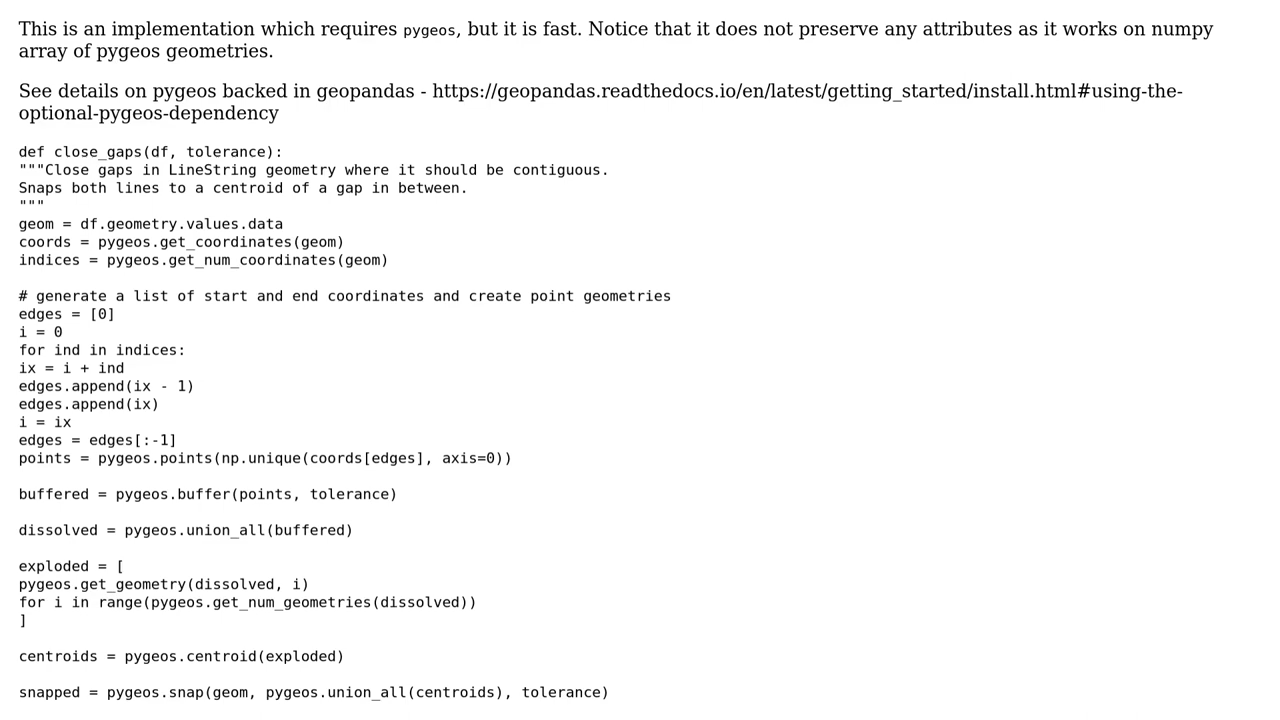 This is an implementation which requires pygeos, but it is fast. Notice that it does not preserve any attributes as it works on numpy
array of pygeos geometries.
See details on pygeos backed in geopandas - https://geopandas.readthedocs.io/en/latest/getting_started/install.html#using-the-
optional-pygeos-dependency
def close_gaps(df, tolerance):
"""Close gaps in LineString geometry where it should be contiguous.
Snaps both lines to a centroid of a gap in between.
"""
geom = df.geometry.values.data
coords = pygeos.get_coordinates(geom)
indices = pygeos.get_num_coordinates(geom)
# generate a list of start and end coordinates and create point geometries
edges = [0]
i = 0
for ind in indices:
ix = i + ind
edges.append(ix - 1)
edges.append(ix)
i = ix
edges = edges[:-1]
points = pygeos.points(np.unique(coords[edges], axis=0))
buffered = pygeos.buffer(points, tolerance)
dissolved = pygeos.union_all(buffered)
exploded = [
pygeos.get_geometry(dissolved, i)
for i in range(pygeos.get_num_geometries(dissolved))
]
centroids = pygeos.centroid(exploded)
snapped = pygeos.snap(geom, pygeos.union_all(centroids), tolerance)